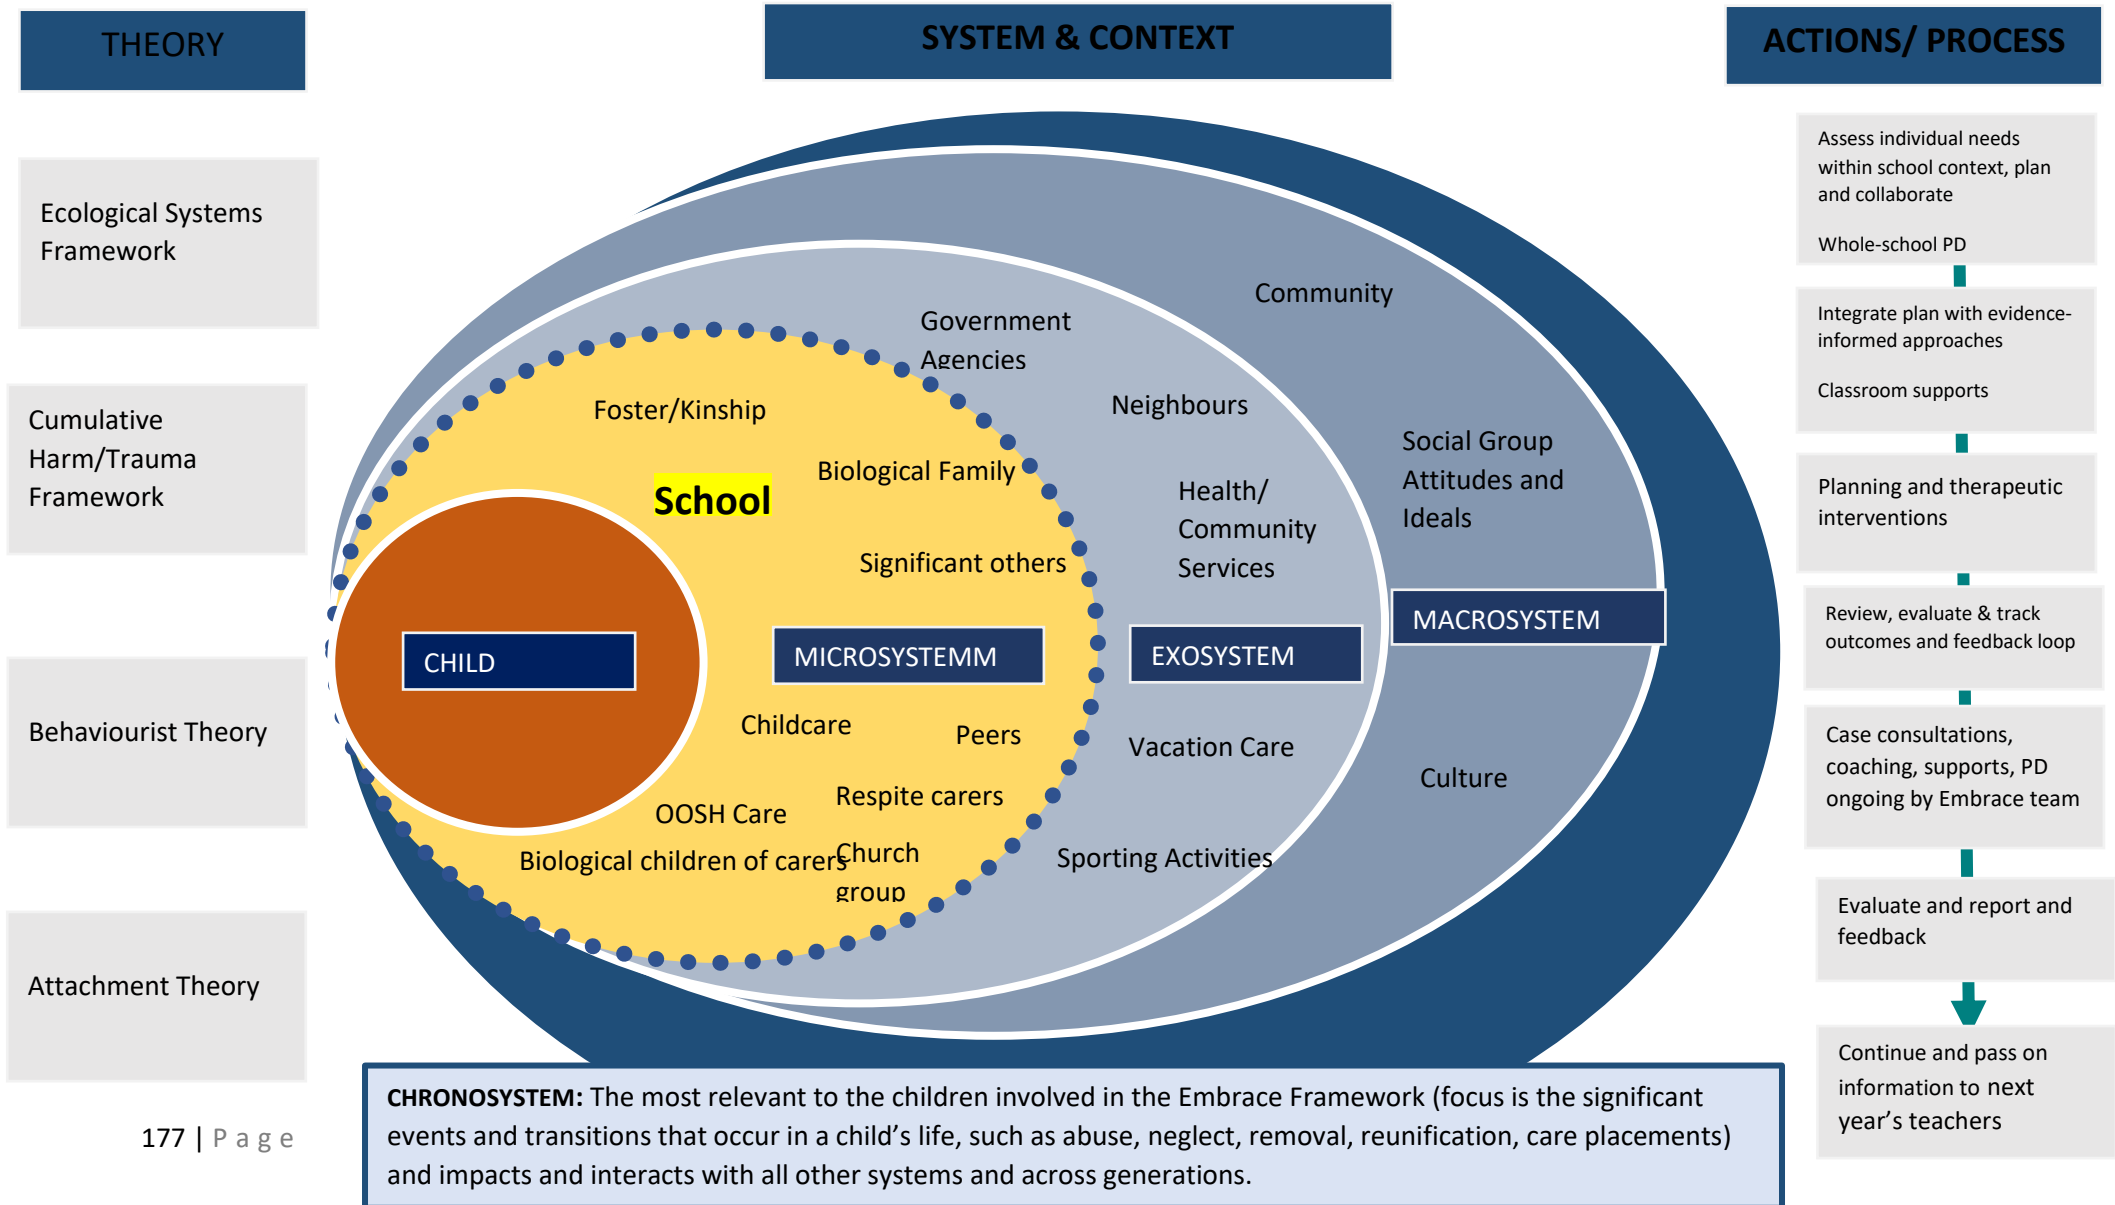 THEORY
SYSTEM & CONTEXT
ACTIONS/ PROCESS
Ecological Systems
Framework
Cumulative
Harm/Trauma
Framework
Behaviourist Theory
Attachment Theory
Community
Government
Agencies
Neighbours
Foster/Kinship
Biological Family
School
Social Group
Attitudes and
Ideals
Health/
Community
Services
Significant others
CHILD
MICROSYSTEMM
EXOSYSTEM
MACROSYSTEM
Childcare
Peers
Vacation Care
Culture
Respite carers
OOSH Care
Biological children of carers
Church
group
Sporting Activities
Assess individual needs
within school context, plan
and collaborate
Whole-school PD
Integrate plan with evidence-
informed approaches
Classroom supports
Planning and therapeutic
interventions
Review, evaluate & track
outcomes and feedback loop
Case consultations,
coaching, supports, PD
ongoing by Embrace team
Evaluate and report and
feedback
Continue and pass on
information to next
year’s teachers
CHRONOSYSTEM: The most relevant to the children involved in the Embrace Framework (focus is the significant
events and transitions that occur in a child’s life, such as abuse, neglect, removal, reunification, care placements)
and impacts and interacts with all other systems and across generations.
177 | P a g e